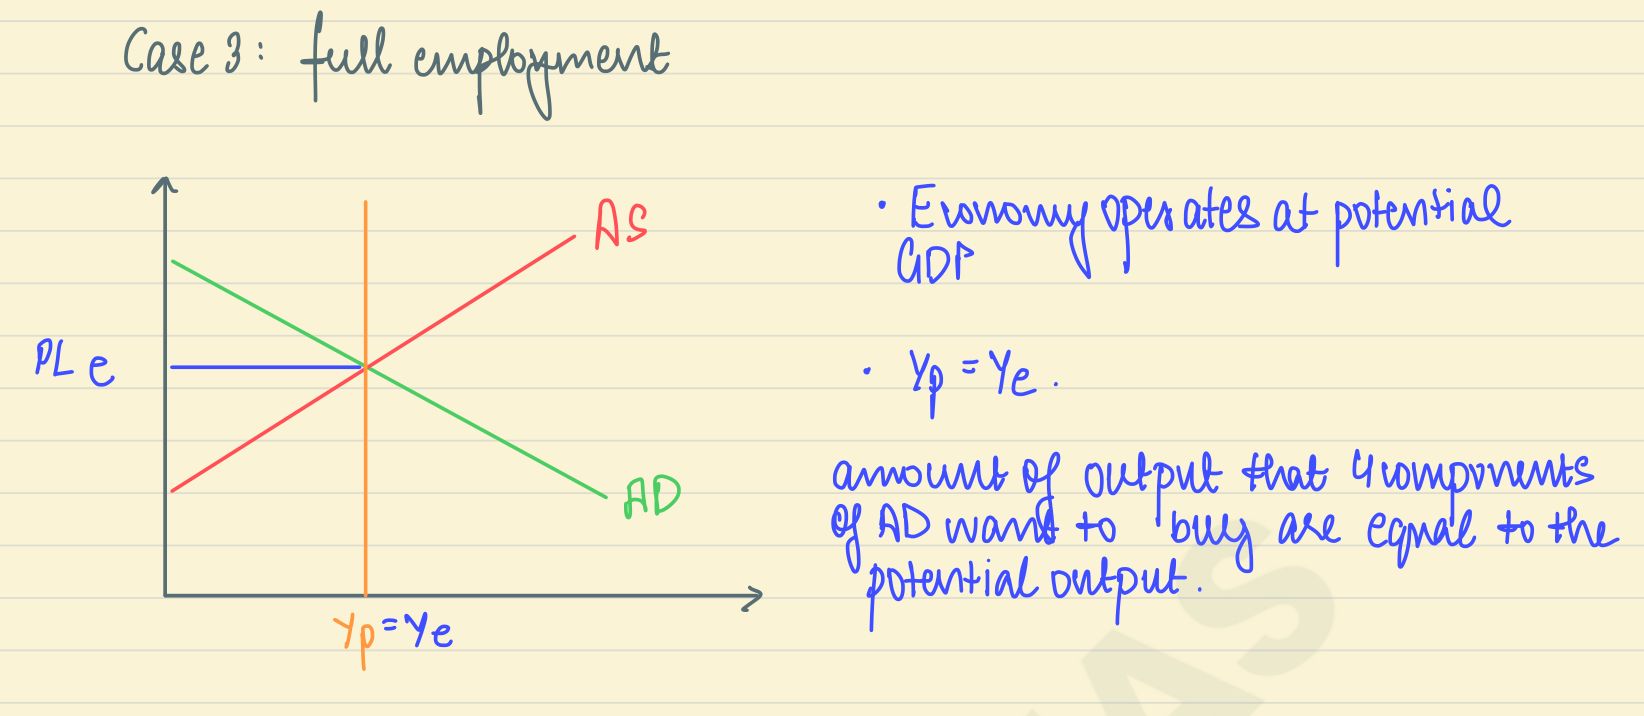 Case 3: full employment
AS
PL e
AD
Yp = Ye
• Economy operates at potential
GDP
• Yp = Ye.
amount of output that 4 components
of AD want to buy are equal to the
potential output.
AS